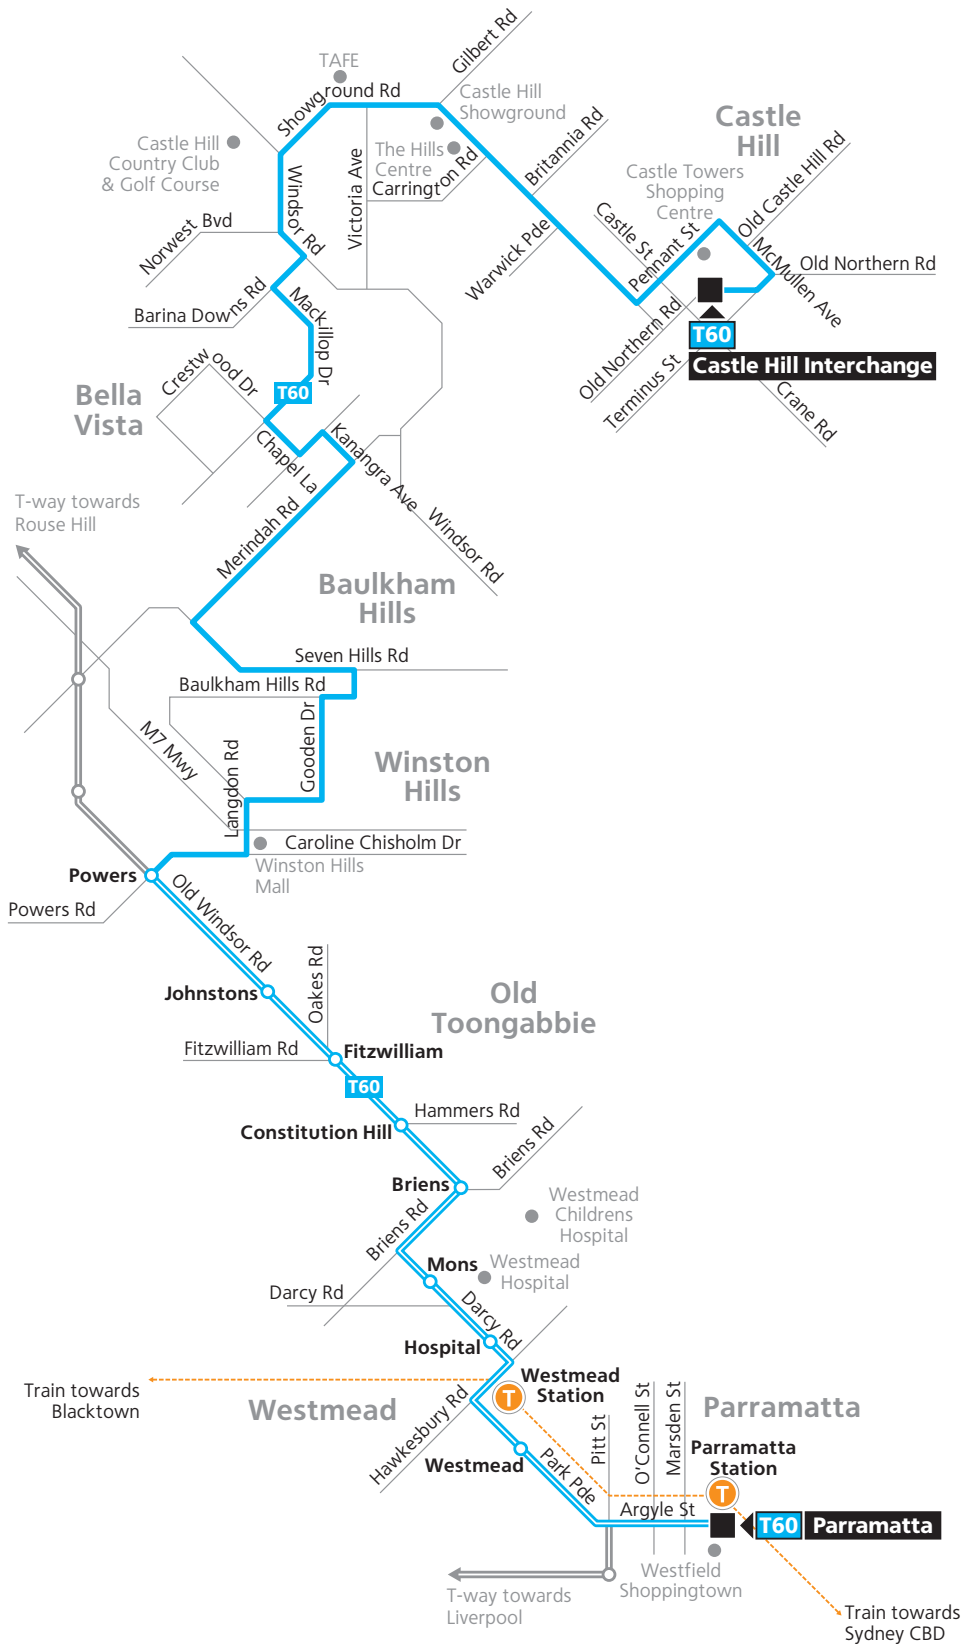 Gilbert Rd
TAFE
Showground Rd
Castle Hill
Showground
Castle
Hill
Castle Hill
Country Club
& Golf Course
The Hills
Centre
Carrington Rd
Britannia Rd
Victoria Ave
Windsor Rd
Castle Towers
Shopping
Centre
Old Castle Hill Rd
Norwest Bvd
Castle St
Pennant St
McMullen Ave
Old Northern Rd
Warwick Pde
Barina Downs Rd
Mackillop Dr
Old Northern Rd
T60
Castle Hill Interchange
Terminus St
Crane Rd
Crestwood Dr
T60
Bella
Vista
Chapel La
Kanangra Ave
Windsor Rd
T-way towards
Rouse Hill
Merindah Rd
Baulkham
Hills
Seven Hills Rd
Baulkham Hills Rd
Gooden Dr
M7 Mwy
Langdon Rd
Winston
Hills
Caroline Chisholm Dr
Winston Hills
Mall
Powers
Powers Rd
Old Windsor Rd
Johnstons
Oakes Rd
Old
Toongabbie
Fitzwilliam Rd
Fitzwilliam
T60
Hammers Rd
Constitution Hill
Briens Rd
Briens
Westmead
Childrens
Hospital
Briens Rd
Mons
Westmead
Hospital
Darcy Rd
Darcy Rd
Hospital
Westmead
Station
T
Train towards
Blacktown
Westmead
Hawkesbury Rd
Pitt St
O'Connell St
Marsden St
Parramatta
Parramatta
Station
T
Westmead
Park Pde
Argyle St
T60
Parramatta
Westfield
Shoppingtown
T-way towards
Liverpool
Train towards
Sydney CBD